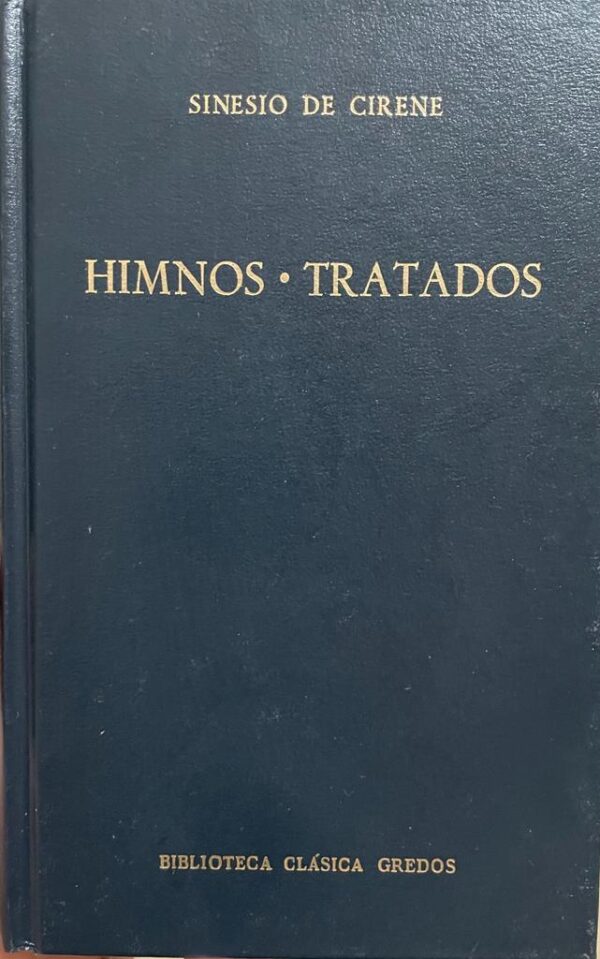 SINESIO DE CIRENE
HIMNOS • TRATADOS
BIBLIOTECA CLÁSICA GREDOS